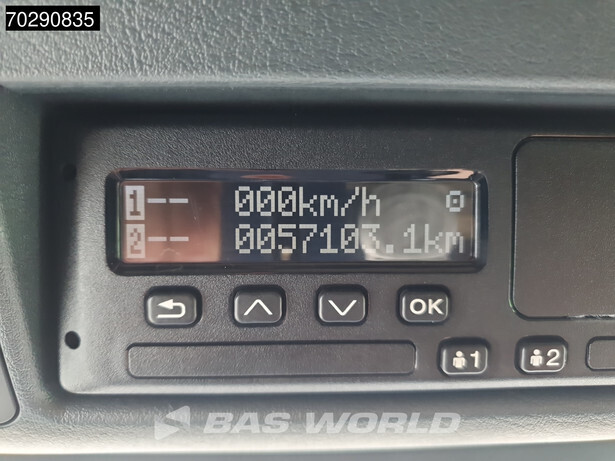 70290835
1-- 000km/h
2-- 0057103.1km
OK
1 2
BAS WORLD